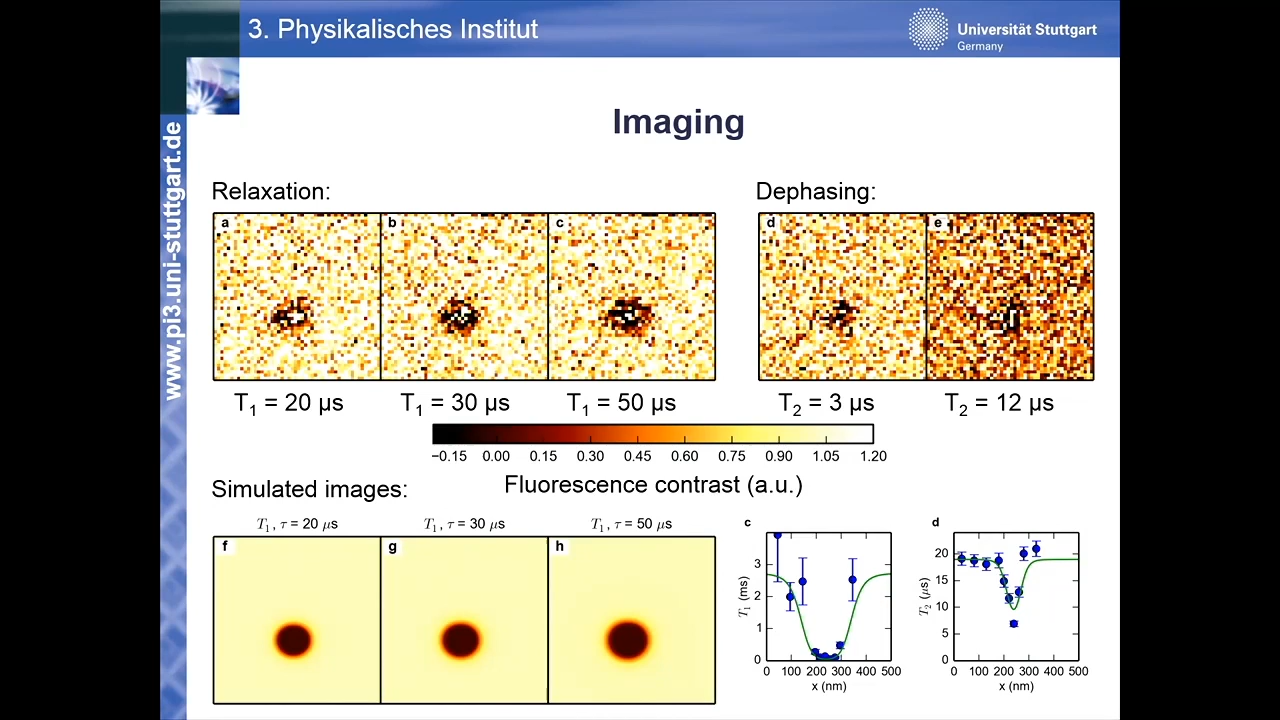 3. Physikalisches Institut
Universität Stuttgart
Germany
www.pi3.uni-stuttgart.de
Imaging
Relaxation:
Dephasing:
a b c d e
T1 = 20 µs T1 = 30 µs T1 = 50 µs T2 = 3 µs T2 = 12 µs
−0.15 0.00 0.15 0.30 0.45 0.60 0.75 0.90 1.05 1.20
Fluorescence contrast (a.u.)
Simulated images:
T1, τ = 20 µs T1, τ = 30 µs T1, τ = 50 µs
f g h
c
3
2
1
0
T1 (ms)
0 100 200 300 400 500
x (nm)
d
20
15
10
5
0
T2 (µs)
0 100 200 300 400 500
x (nm)